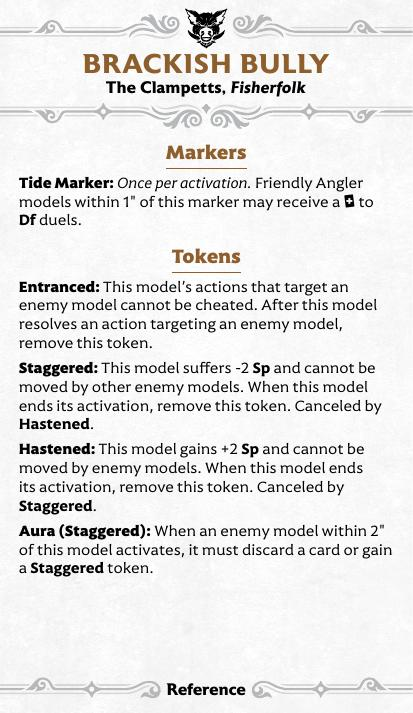 BRACKISH BULLY
The Clampetts, Fisherfolk
Markers
Tide Marker: Once per activation. Friendly Angler
models within 1" of this marker may receive a + to
Df duels.
Tokens
Entranced: This model's actions that target an
enemy model cannot be cheated. After this model
resolves an action targeting an enemy model,
remove this token.
Staggered: This model suffers -2 Sp and cannot be
moved by other enemy models. When this model
ends its activation, remove this token. Canceled by
Hastened.
Hastened: This model gains +2 Sp and cannot be
moved by enemy models. When this model ends
its activation, remove this token. Canceled by
Staggered.
Aura (Staggered): When an enemy model within 2"
of this model activates, it must discard a card or gain
a Staggered token.
Reference